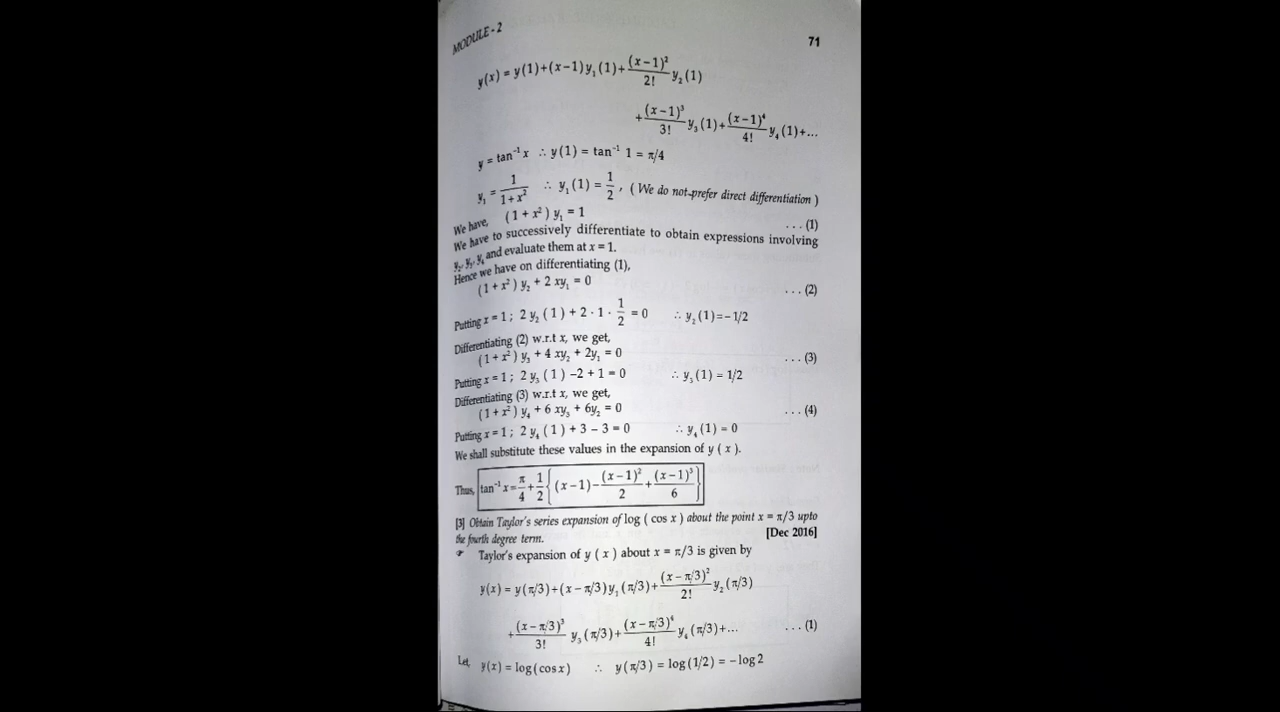 MODULE - 2
71
y(x) = y(1)+(x−1)y₁(1)+(x−1)²/2! y₂(1)
+(x−1)³/3! y₃(1)+(x−1)⁴/4! y₄(1)+...
y = tan⁻¹x ∴ y(1) = tan⁻¹ 1 = π/4
y₁ = 1/1+x² ∴ y₁(1) = 1/2, ( We do not prefer direct differentiation )
We have, (1+x²) y₁ = 1 ...(1)
We have to successively differentiate to obtain expressions involving
y₂, y₃, y₄ and evaluate them at x = 1.
Hence we have on differentiating (1),
(1+x²) y₂ + 2 xy₁ = 0 ...(2)
Putting x = 1 ; 2 y₂ (1) + 2 · 1 · 1/2 = 0 ∴ y₂(1) = − 1/2
Differentiating (2) w.r.t x, we get,
(1+x²) y₃ + 4 xy₂ + 2y₁ = 0 ...(3)
Putting x = 1 ; 2 y₃ (1) −2 + 1 = 0 ∴ y₃(1) = 1/2
Differentiating (3) w.r.t x, we get,
(1+x²) y₄ + 6 xy₃ + 6y₂ = 0 ...(4)
Putting x = 1 ; 2 y₄ (1) + 3 − 3 = 0 ∴ y₄(1) = 0
We shall substitute these values in the expansion of y ( x ).
Thus, tan⁻¹ x = π/4 + 1/2 { (x−1) − (x−1)²/2 + (x−1)³/6 }
[3] Obtain Taylor's series expansion of log ( cos x ) about the point x = π/3 upto
the fourth degree term. [Dec 2016]
☞ Taylor's expansion of y ( x ) about x = π/3 is given by
y(x) = y(π/3)+(x−π/3)y₁(π/3)+(x−π/3)²/2! y₂(π/3)
+(x−π/3)³/3! y₃(π/3)+(x−π/3)⁴/4! y₄(π/3)+... ...(1)
Let, y(x) = log(cosx) ∴ y(π/3) = log(1/2) = −log2